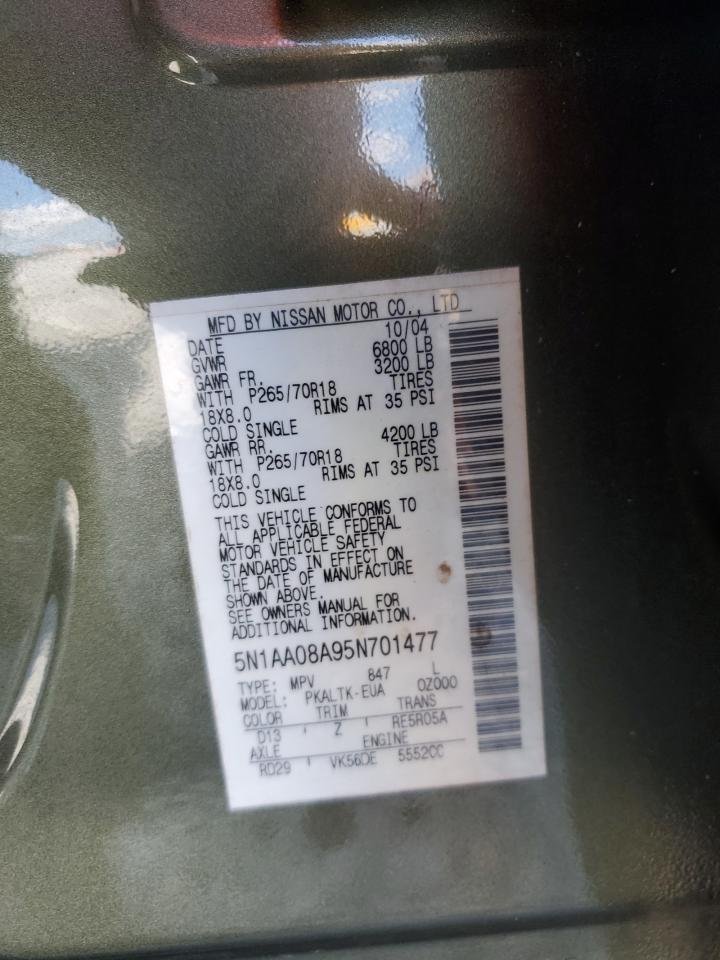 MFD BY NISSAN MOTOR CO., LTD
DATE 10/04
GVWR 6800 LB
GAWR FR. 3200 LB
WITH P265/70R18 TIRES
18X8.0 RIMS AT 35 PSI
COLD SINGLE
GAWR RR. 4200 LB
WITH P265/70R18 TIRES
18X8.0 RIMS AT 35 PSI
COLD SINGLE
THIS VEHICLE CONFORMS TO
ALL APPLICABLE FEDERAL
MOTOR VEHICLE SAFETY
STANDARDS IN EFFECT ON
THE DATE OF MANUFACTURE
SHOWN ABOVE.
SEE OWNERS MANUAL FOR
ADDITIONAL INFORMATION.
5N1AA08A95N701477
TYPE: MPV 847 L
MODEL: PKALTK-EUA 0Z000
COLOR TRIM TRANS
D13 Z RE5R05A
AXLE ENGINE
RD29 VK56DE 5552CC